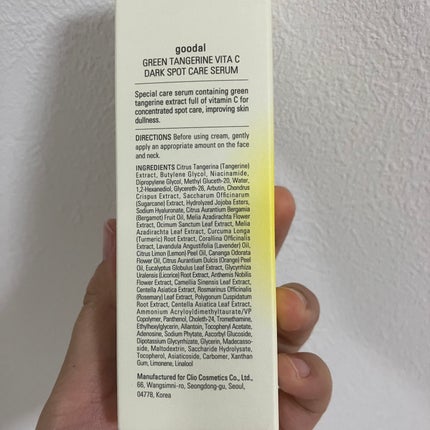 goodal
GREEN TANGERINE VITA C
DARK SPOT CARE SERUM
Special care serum containing green
tangerine extract full of vitamin C for
concentrated spot care, improving skin
dullness.
DIRECTIONS Before using cream, gently
apply an appropriate amount on the face
and neck.
INGREDIENTS Citrus Tangerina (Tangerine)
Extract, Butylene Glycol, Niacinamide,
Dipropylene Glycol, Methyl Gluceth-20, Water,
1,2-Hexanediol, Glycereth-26, Arbutin, Chondrus
Crispus Extract, Saccharum Officinarum
(Sugarcane) Extract, Hydrolyzed Jojoba Esters,
Sodium Hyaluronate, Citrus Aurantium Bergamia
(Bergamot) Fruit Oil, Melia Azadirachta Flower
Extract, Ocimum Sanctum Leaf Extract, Melia
Azadirachta Leaf Extract, Curcuma Longa
(Turmeric) Root Extract, Corallina Officinalis
Extract, Lavandula Angustifolia (Lavender) Oil,
Citrus Limon (Lemon) Peel Oil, Cananga Odorata
Flower Oil, Citrus Aurantium Dulcis (Orange) Peel
Oil, Eucalyptus Globulus Leaf Extract, Glycyrrhiza
Uralensis (Licorice) Root Extract, Anthemis Nobilis
Flower Extract, Camellia Sinensis Leaf Extract,
Centella Asiatica Extract, Rosmarinus Officinalis
(Rosemary) Leaf Extract, Polygonum Cuspidatum
Root Extract, Centella Asiatica Root Extract,
Ammonium Acryloyldimethyltaurate/VP
Copolymer, Panthenol, Choleth-24, Tromethamine,
Ethylhexylglycerin, Allantoin, Tocopheryl Acetate,
Adenosine, Sodium Phytate, Ascorbyl Glucoside,
Dipotassium Glycyrrhizate, Glycerin, Madecasso-
side, Maltodextrin, Saccharide Hydrolysate,
Tocopherol, Asiaticoside, Carbomer, Xanthan
Gum, Limonene, Linalool
Manufactured for Clio Cosmetics Co., Ltd.,
66, Wangsimni-ro, Seongdong-gu, Seoul,
04778, Korea